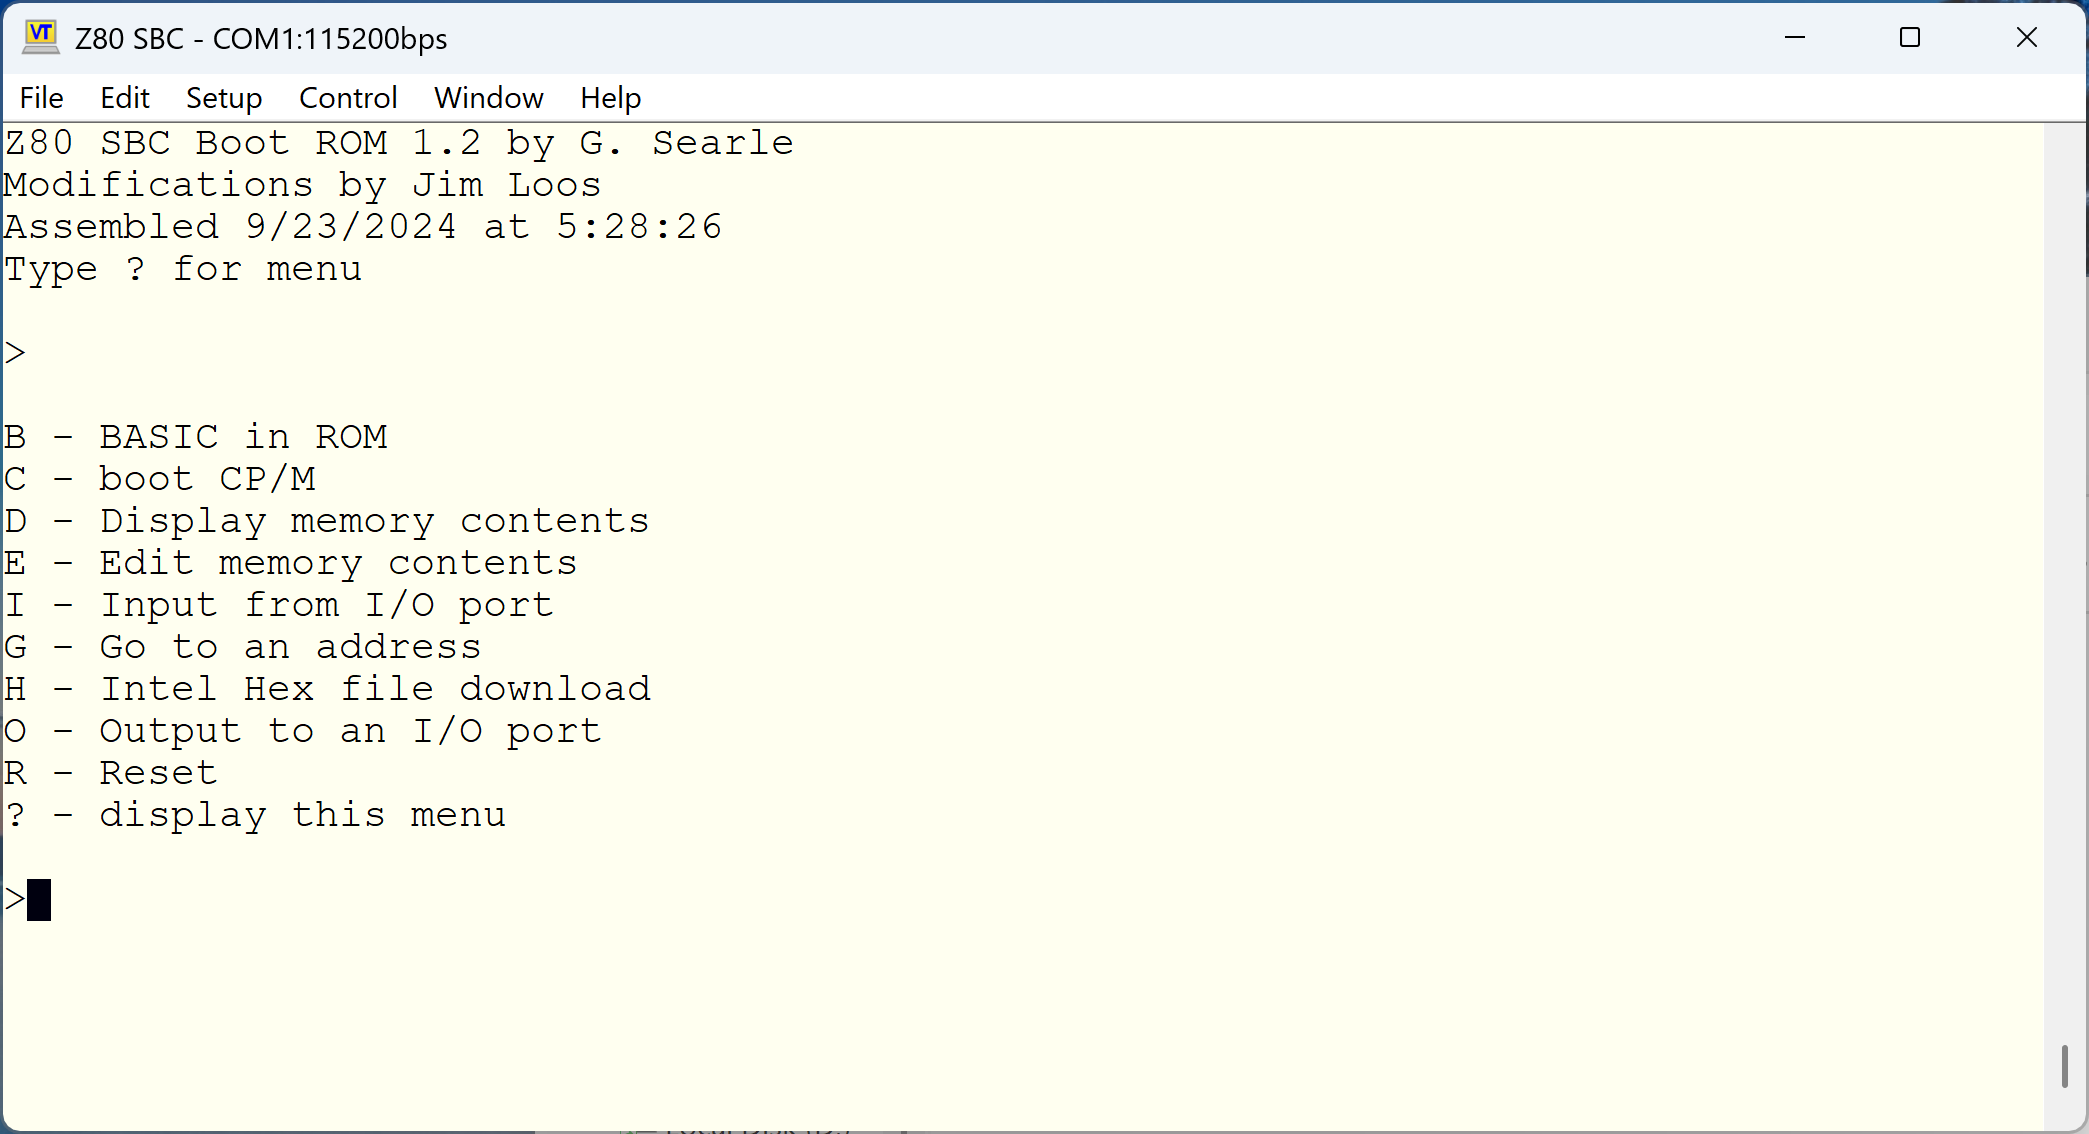 VT
Z80 SBC - COM1:115200bps
File Edit Setup Control Window Help
Z80 SBC Boot ROM 1.2 by G. Searle
Modifications by Jim Loos
Assembled 9/23/2024 at 5:28:26
Type ? for menu
>
B - BASIC in ROM
C - boot CP/M
D - Display memory contents
E - Edit memory contents
I - Input from I/O port
G - Go to an address
H - Intel Hex file download
O - Output to an I/O port
R - Reset
? - display this menu
>